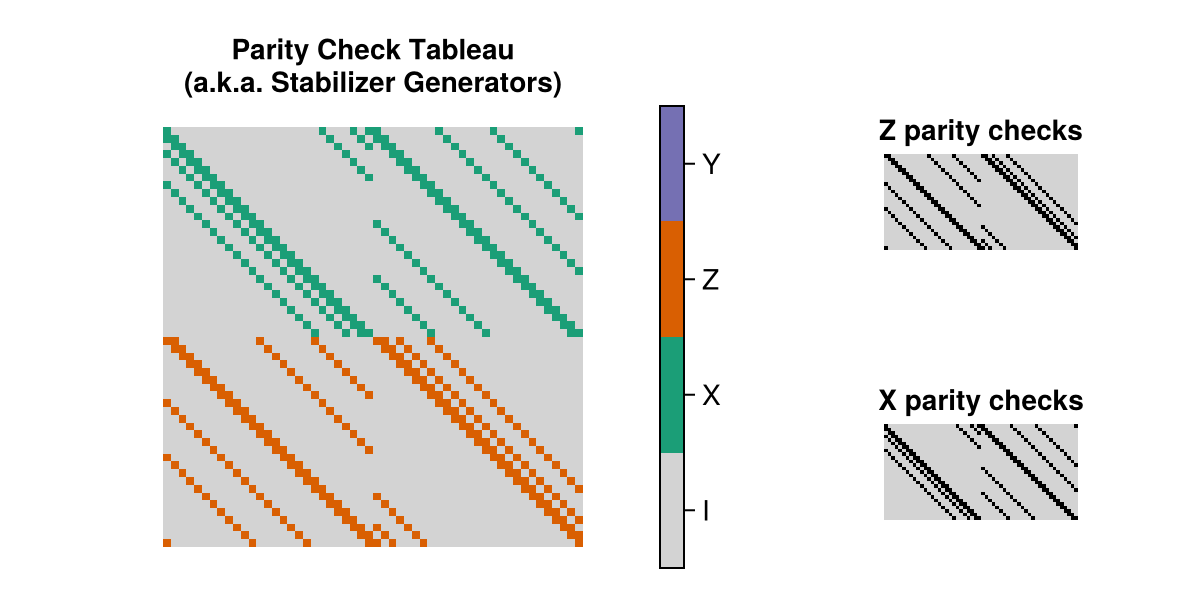 Parity Check Tableau
(a.k.a. Stabilizer Generators)
Y
Z
X
I
Z parity checks
X parity checks